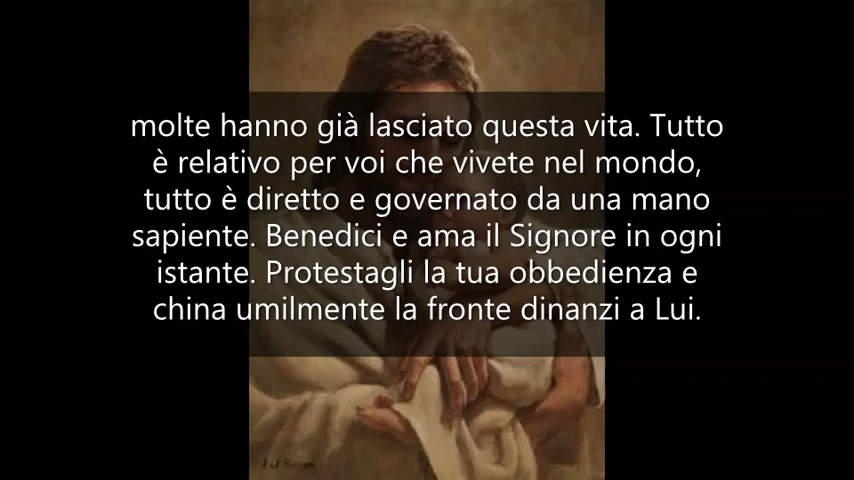 molte hanno già lasciato questa vita. Tutto
è relativo per voi che vivete nel mondo,
tutto è diretto e governato da una mano
sapiente. Benedici e ama il Signore in ogni
istante. Protestagli la tua obbedienza e
china umilmente la fronte dinanzi a Lui.